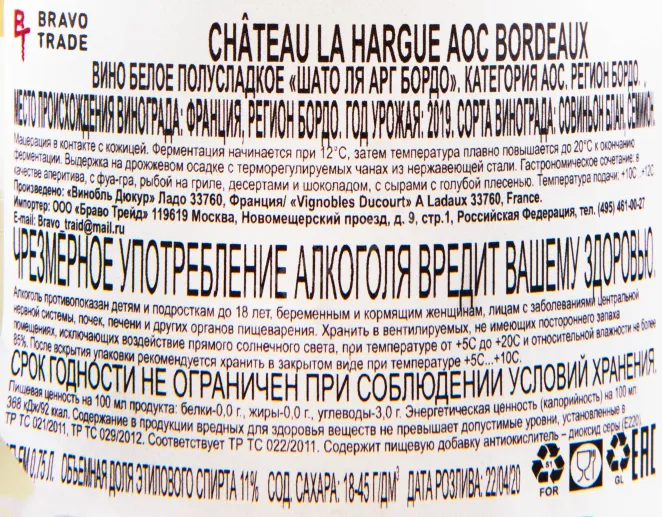 BRAVO
TRADE
CHÂTEAU LA HARGUE AOC BORDEAUX
ВИНО БЕЛОЕ ПОЛУСЛАДКОЕ «ШАТО ЛЯ АРГ БОРДО». КАТЕГОРИЯ АОС. РЕГИОН БОРДО.
МЕСТО ПРОИСХОЖДЕНИЯ ВИНОГРАДА: ФРАНЦИЯ, РЕГИОН БОРДО. ГОД УРОЖАЯ: 2019. СОРТА ВИНОГРАДА: СОВИНЬОН БЛАН, СЕМИОН.
Мацерация в контакте с кожицей. Ферментация начинается при 12°С, затем температура плавно повышается до 20°С к окончанию
ферментации. Выдержка на дрожжевом осадке с терморегулируемых чанах из нержавеющей стали. Гастрономическое сочетание: в
качестве аперитива, с фуа-гра, рыбой на гриле, десертами и шоколадом, с сырами с голубой плесенью. Температура подачи: +10С...+12С
Произведено: «Винобль Дюкур» Ладо 33760, Франция/ «Vignobles Ducourt» A Ladaux 33760, France.
Импортер: ООО «Браво Трейд» 119619 Москва, Новомещерский проезд, д. 9, стр.1, Российская Федерация, тел. (495) 461-00-27
E-mail: Bravo_traid@mail.ru
ЧРЕЗМЕРНОЕ УПОТРЕБЛЕНИЕ АЛКОГОЛЯ ВРЕДИТ ВАШЕМУ ЗДОРОВЬЮ.
Алкоголь противопоказан детям и подросткам до 18 лет, беременным и кормящим женщинам, лицам с заболеваниями центральной
нервной системы, почек, печени и других органов пищеварения. Хранить в вентилируемых, не имеющих постороннего запаха
помещениях, исключающих воздействие прямого солнечного света, при температуре от +5С до +20С и относительной влажности не более
85%. После вскрытия упаковки рекомендуется хранить в закрытом виде при температуре +5С...+10С.
СРОК ГОДНОСТИ НЕ ОГРАНИЧЕН ПРИ СОБЛЮДЕНИИ УСЛОВИЙ ХРАНЕНИЯ.
Пищевая ценность на 100 мл продукта: белки-0,0 г., жиры-0,0 г., углеводы-3,0 г. Энергетическая ценность (калорийность) на 100 мл
368 кДж/92 ккал. Содержание в продукции вредных для здоровья веществ не превышает допустимые уровни, установленные в
ТР ТС 021/2011, ТР ТС 029/2012. Соответствует ТР ТС 022/2011. Содержит пищевую добавку антиокислитель – диоксид серы (Е220).
0,75 Л. ОБЪЕМНАЯ ДОЛЯ ЭТИЛОВОГО СПИРТА 11% СОД. САХАРА: 18-45 Г/ДМ³ ДАТА РОЗЛИВА: 22/04/20
51
FOR
GL
EAC